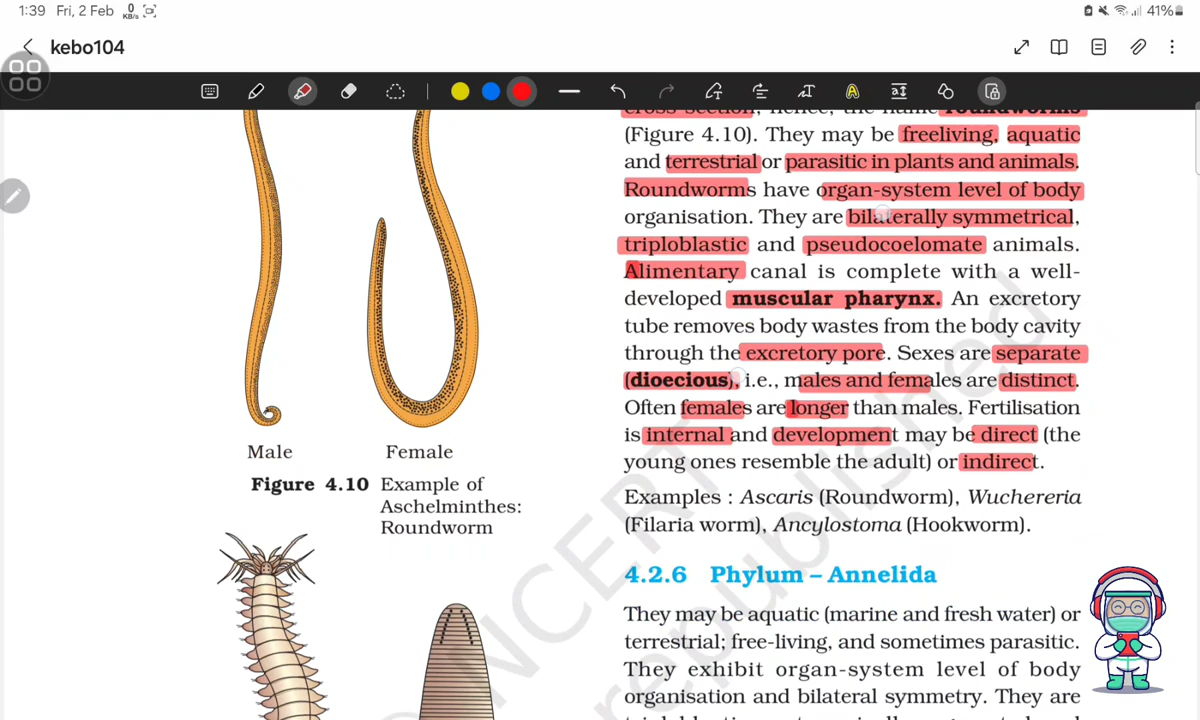 1:39 Fri, 2 Feb 0 KB/s 41%
kebo104
cross-section, hence, the name roundworms
(Figure 4.10). They may be freeliving, aquatic
and terrestrial or parasitic in plants and animals.
Roundworms have organ-system level of body
organisation. They are bilaterally symmetrical,
triploblastic and pseudocoelomate animals.
Alimentary canal is complete with a well-
developed muscular pharynx. An excretory
tube removes body wastes from the body cavity
through the excretory pore. Sexes are separate
(dioecious), i.e., males and females are distinct.
Often females are longer than males. Fertilisation
is internal and development may be direct (the
young ones resemble the adult) or indirect.
Examples : Ascaris (Roundworm), Wuchereria
(Filaria worm), Ancylostoma (Hookworm).
Male Female
Figure 4.10 Example of
Aschelminthes:
Roundworm
4.2.6 Phylum – Annelida
They may be aquatic (marine and fresh water) or
terrestrial; free-living, and sometimes parasitic.
They exhibit organ-system level of body
organisation and bilateral symmetry. They are
NCERT
republished